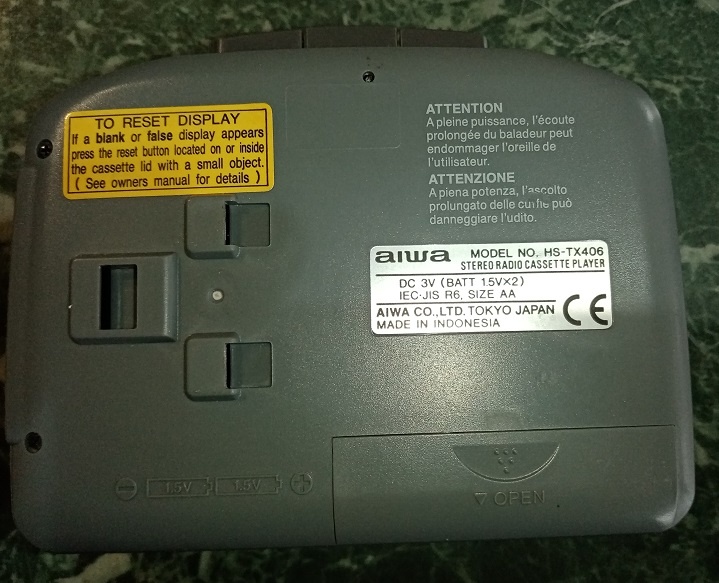 TO RESET DISPLAY
If a blank or false display appears
press the reset button located on or inside
the cassette lid with a small object.
( See owners manual for details )
ATTENTION
A pleine puissance, l'écoute
prolongée du baladeur peut
endommager l'oreille de
l'utilisateur.
ATTENZIONE
A piena potenza, l'ascolto
prolungato delle cuffie può
danneggiare l'udito.
aiwa MODEL NO. HS-TX406
STEREO RADIO CASSETTE PLAYER
DC 3V (BATT 1.5V×2)
IEC·JIS R6, SIZE AA
AIWA CO.,LTD. TOKYO JAPAN
MADE IN INDONESIA
CE
1.5V 1.5V
OPEN